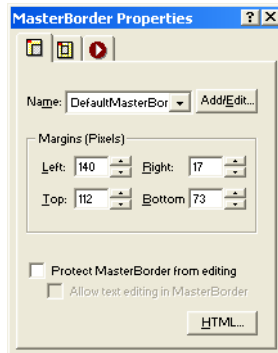 MasterBorder Properties
Name: DefaultMasterBor Add/Edit...
Margins (Pixels)
Left: 140 Right: 17
Top: 112 Bottom 73
Protect MasterBorder from editing
Allow text editing in MasterBorder
HTML...